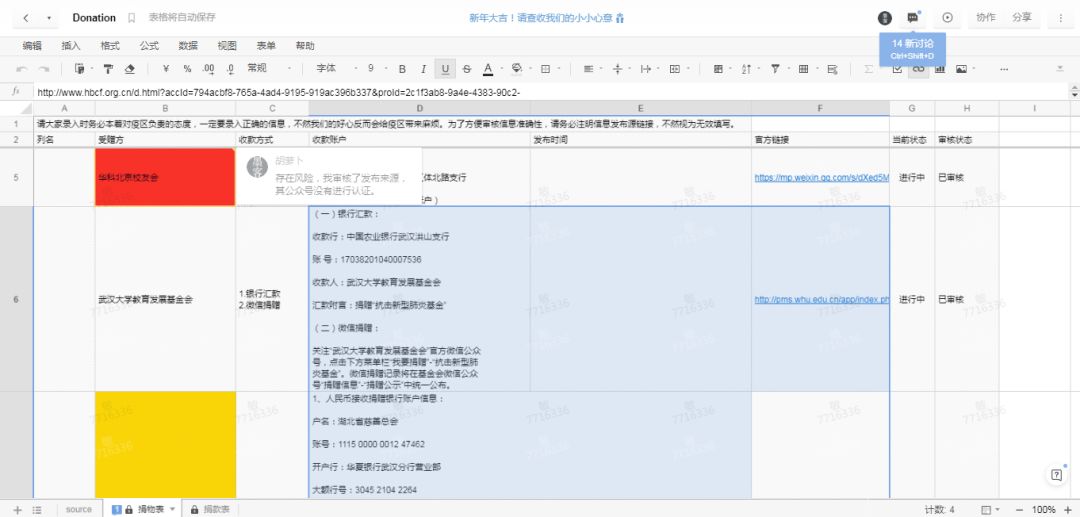 Donation
表格将自动保存
新年大吉！请查收我们的小小心意
协作
分享
14 新讨论
Ctrl+Shift+D
编辑 插入 格式 公式 数据 视图 表单 帮助
¥ % .00 .0 常规 字体 9 B I U S A
fx http://www.hbcf.org.cn/d.html?accId=794acbf8-765a-4ad4-9195-919ac396b337&proId=2c1f3ab8-9a4e-4383-90c2-
A B C D E F G H I
1 请大家录入时务必本着对疫区负责的态度，一定要录入正确的信息，不然我们的好心反而会给疫区带来麻烦。为了方便审核信息准确性，请务必注明信息发布源链接，不然视为无效填写。
2 列名 受赠方 收款方式 收款账户 发布时间 官方链接 当前状态 审核状态
5 华科北京校友会
胡萝卜
存在风险，我审核了发布来源，
其公众号没有进行认证。
体北路支行
户）
https://mp.weixin.qq.com/s/dXed5M
进行中 已审核
6 武汉大学教育发展基金会
1.银行汇款
2.微信捐赠
（一）银行汇款：
收款行：中国农业银行武汉洪山支行
账 号：17038201040007536
收款人：武汉大学教育发展基金会
汇款附言：捐赠“抗击新型肺炎基金”
（二）微信捐赠：
关注“武汉大学教育发展基金会”官方微信公众
号，点击下方菜单栏“我要捐赠”-“抗击新型肺
炎基金”。微信捐赠记录将在基金会微信公众
号“捐赠信息”-“捐赠公示”中统一公布。
http://pms.whu.edu.cn/app/index.ph
进行中 已审核
1、人民币接收捐赠银行账户信息：
户名：湖北省慈善总会
账号：1115 0000 0012 47462
开户行：华夏银行武汉分行营业部
大额行号：3045 2104 2264
7716336
source 1 捐物表 捐款表
计数: 4
100%